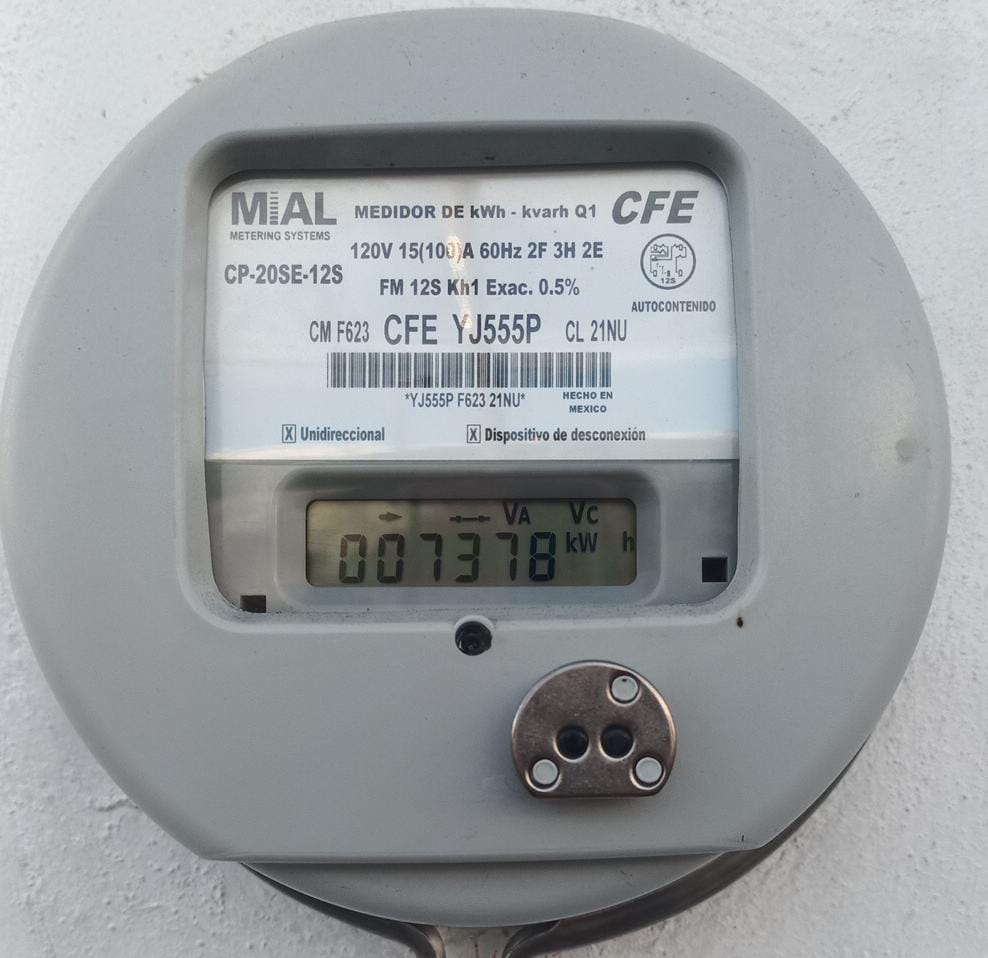 MIAL
METERING SYSTEMS
MEDIDOR DE kWh - kvarh Q1
CFE
120V 15(100)A 60Hz 2F 3H 2E
CP-20SE-12S
FM 12S Kh1 Exac. 0.5%
12S
AUTOCONTENIDO
CM F623 CFE YJ555P CL 21NU
*YJ555P F623 21NU*
HECHO EN
MEXICO
X Unidireccional
X Dispositivo de desconexión
VA VC
007378 kW h